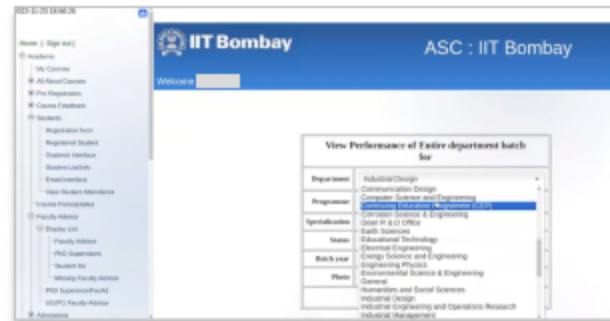 Home | Sign out |
Academic
My Courses
All About Courses
Pre Registration
Course Feedback
Students
Registration form
Registered Student
Students Interface
Student List/Info
Email Interface
View Student Attendance
Course Prerequisites
Faculty Advisor
Display List
Faculty Advisor
PhD Supervisors
Student list
Missing Faculty Advisor
UG/PG Faculty Advisor
Admissions
IIT Bombay
ASC : IIT Bombay
Welcome
View Performance of Entire department batch
for
Department
Industrial Design
Communication Design
Computer Science and Engineering
Continuing Education Programme (CEP)
Corrosion Science & Engineering
Dean R & D Office
Earth Sciences
Educational Technology
Electrical Engineering
Energy Science and Engineering
Engineering Physics
Environmental Science & Engineering
General
Humanities and Social Sciences
Industrial Design
Industrial Engineering and Operations Research
Industrial Management
Programme
Specialization
Status
Batch year
Photo